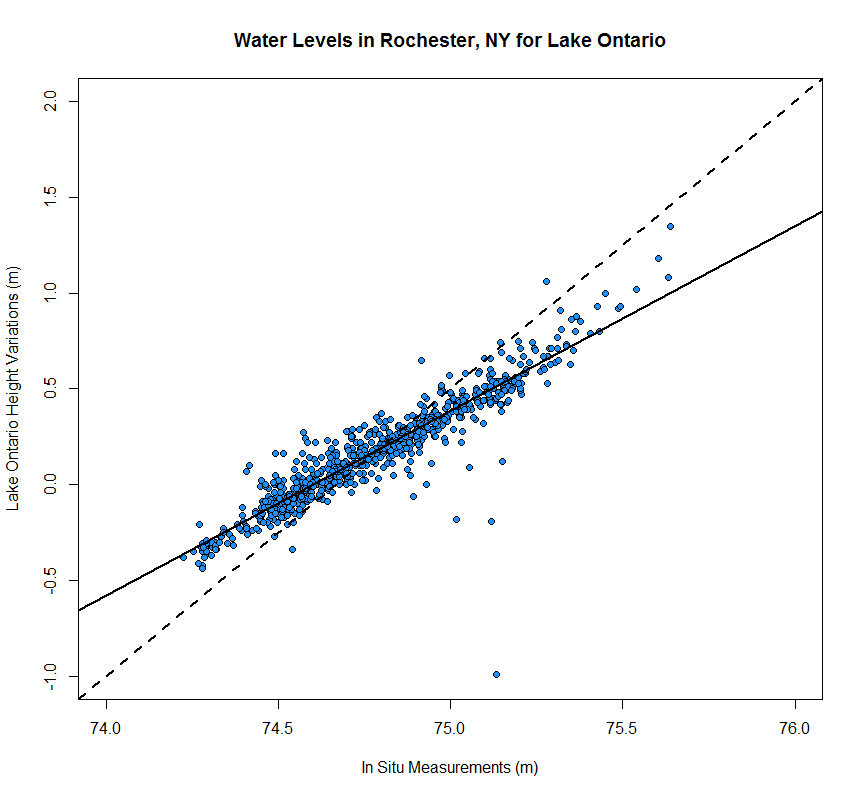 Water Levels in Rochester, NY for Lake Ontario
Lake Ontario Height Variations (m)
2.0
1.5
1.0
0.5
0.0
-0.5
-1.0
74.0 74.5 75.0 75.5 76.0
In Situ Measurements (m)